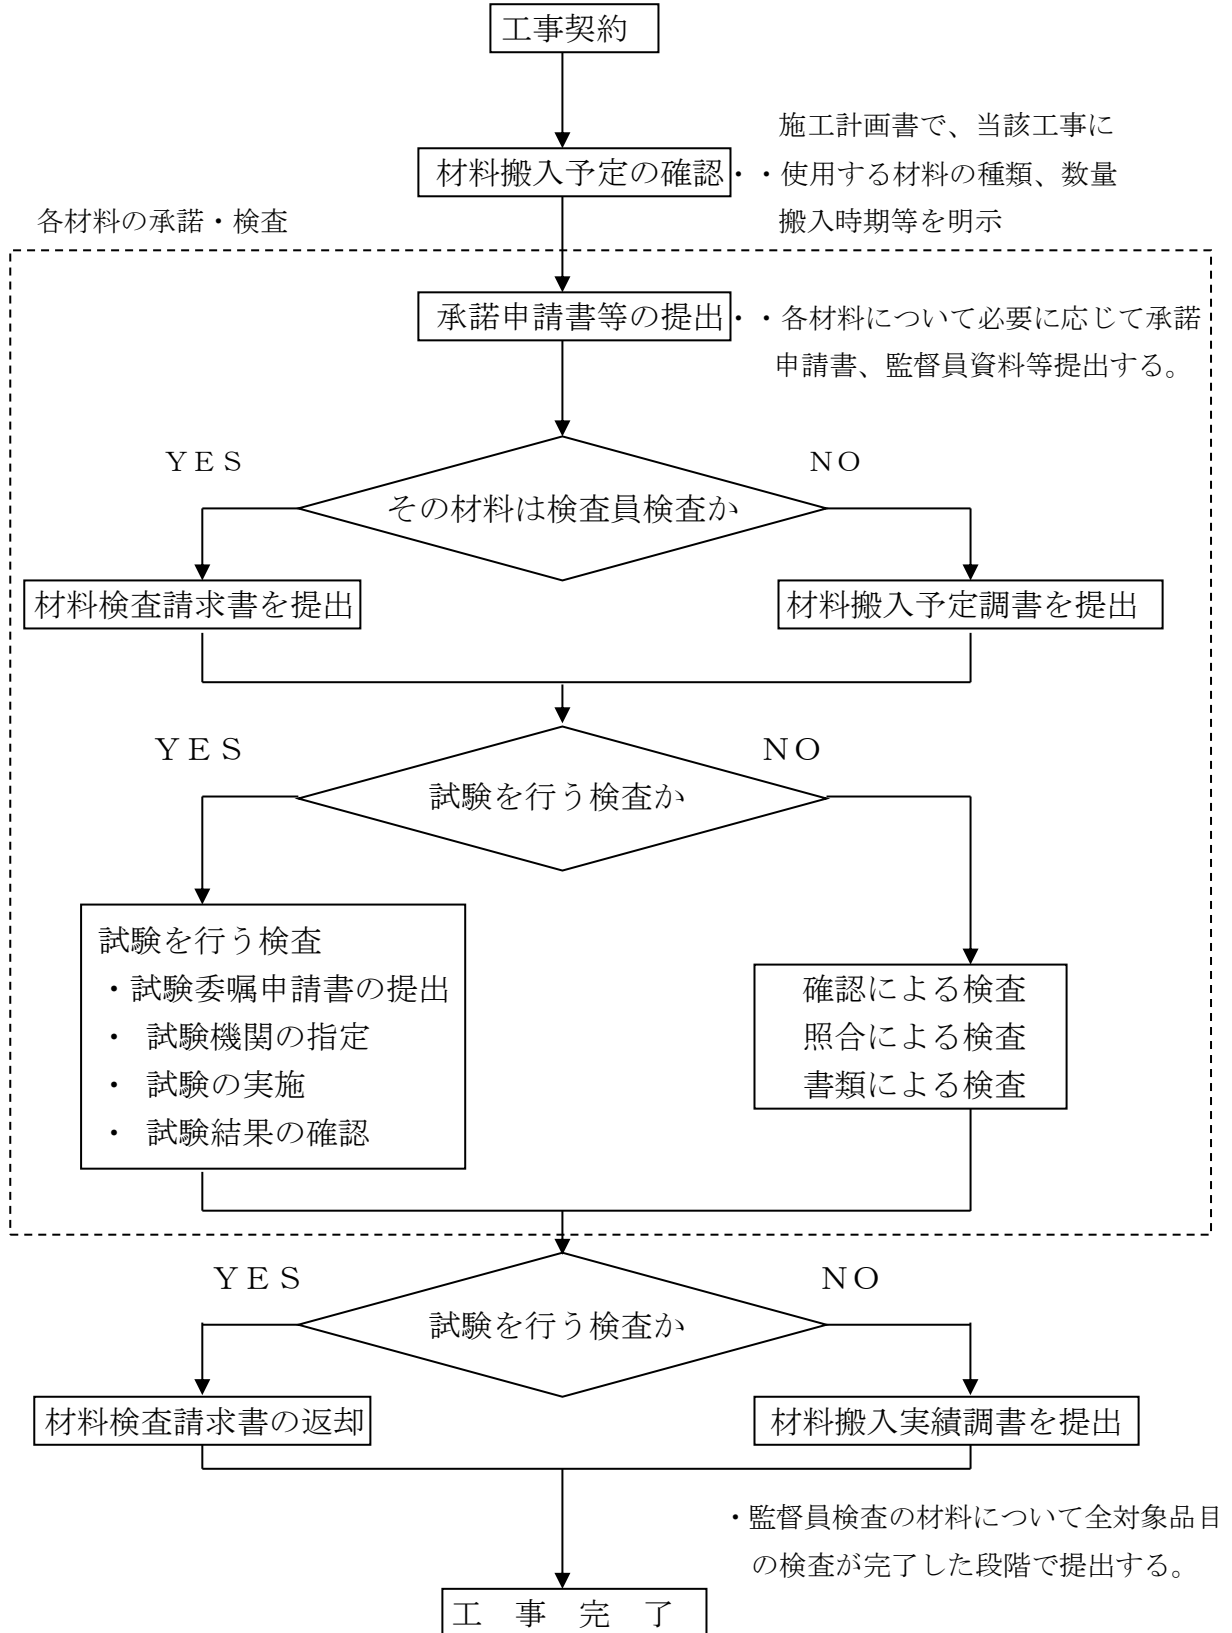 工事契約
施工計画書で、当該工事に
材料搬入予定の確認・・使用する材料の種類、数量
各材料の承諾・検査
搬入時期等を明示
承諾申請書等の提出・・各材料について必要に応じて承諾
申請書、監督員資料等提出する。
ＹＥＳ
ＮＯ
その材料は検査員検査か
材料検査請求書を提出
材料搬入予定調書を提出
ＹＥＳ
ＮＯ
試験を行う検査か
試験を行う検査
・試験委嘱申請書の提出
・ 試験機関の指定
・ 試験の実施
・ 試験結果の確認
確認による検査
照合による検査
書類による検査
ＹＥＳ
ＮＯ
試験を行う検査か
材料検査請求書の返却
材料搬入実績調書を提出
・監督員検査の材料について全対象品目
の検査が完了した段階で提出する。
工　事　完　了